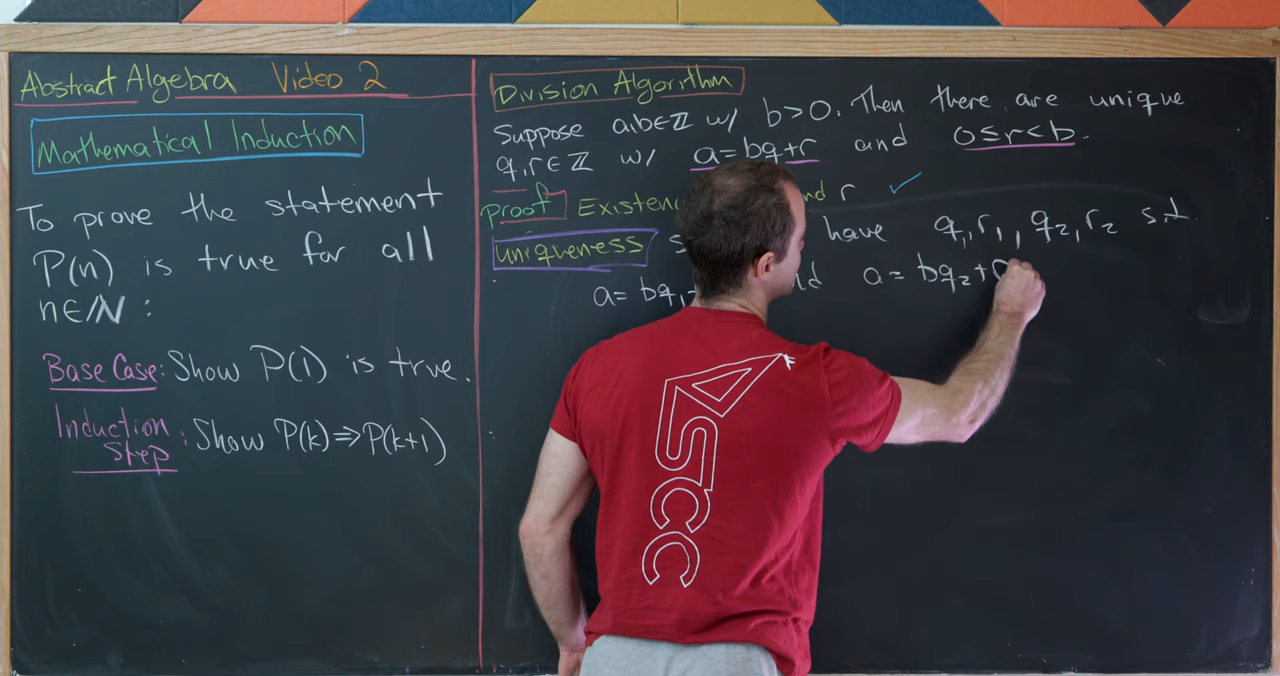 Abstract Algebra Video 2
Mathematical Induction
To prove the statement
P(n) is true for all
n∈ℕ:
Base Case: Show P(1) is true.
Induction Step: Show P(k)⇒P(k+1)
Division Algorithm
Suppose a,b∈ℤ w/ b>0. Then there are unique
q,r∈ℤ w/ a=bq+r and 0≤r<b.
Proof Existenc r ✓
Uniqueness have q₁,r₁, q₂,r₂ s.t.
a= bq₁ a= bq₂+
ASCC